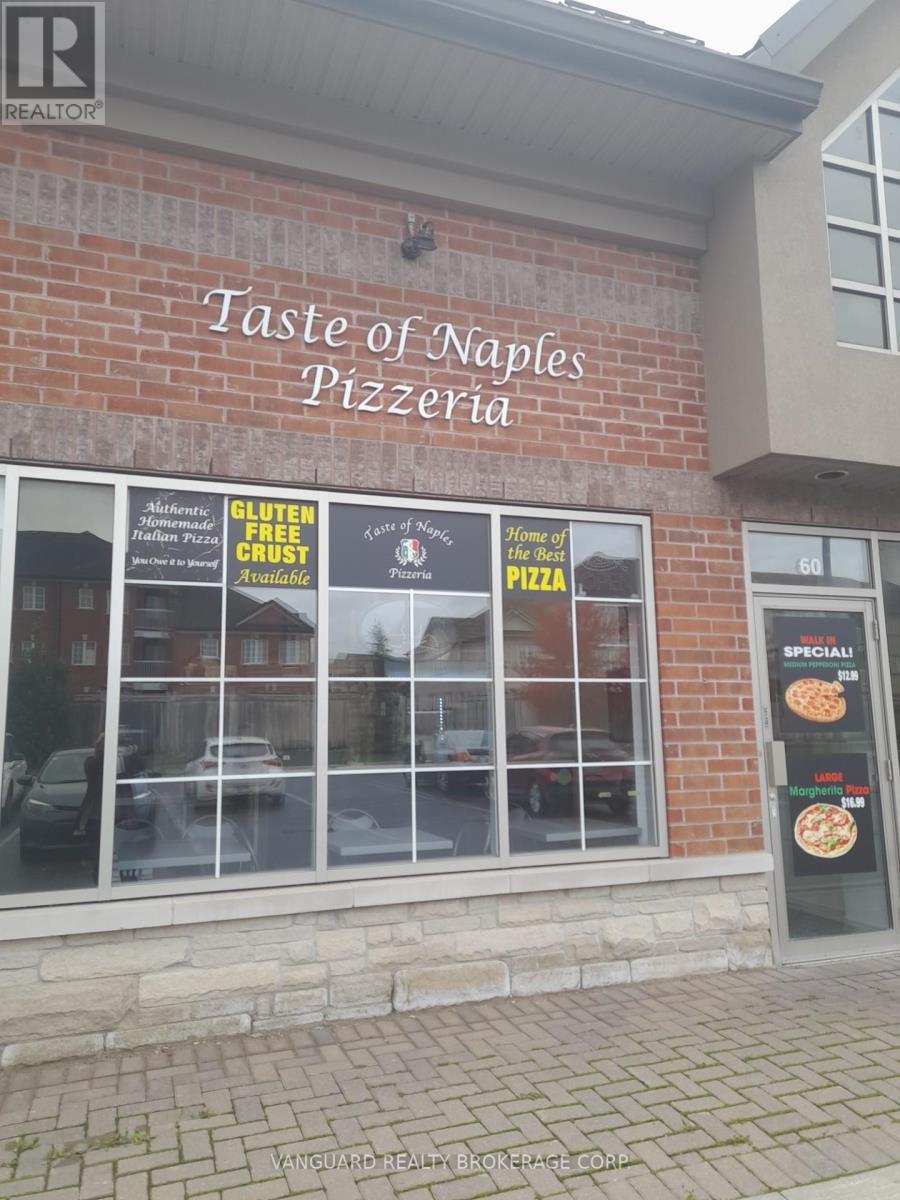 REALTOR®
Taste of Naples
Pizzeria
Authentic
Homemade
Italian Pizza
You Owe it to Yourself
GLUTEN
FREE
CRUST
Available
Taste of Naples
Pizzeria
Home of
the Best
PIZZA
60
WALK IN
SPECIAL!
MEDIUM PEPPERONI PIZZA
$12.99
LARGE
Margherita Pizza
$16.99
VANGUARD REALTY BROKERAGE CORP.